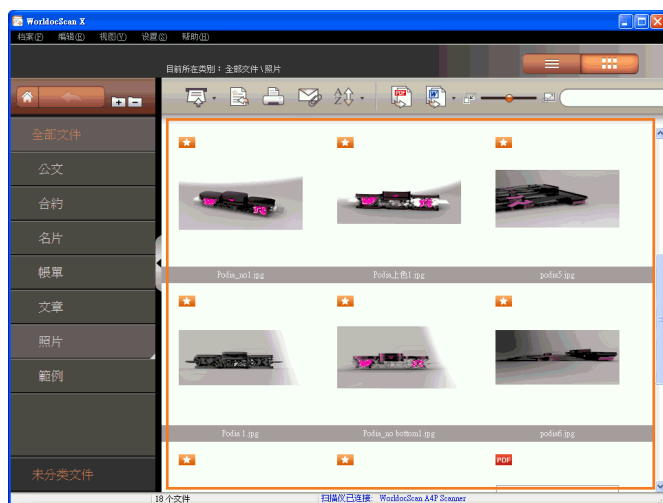 WorldocScan X
档案(F) 编辑(E) 视图(V) 设置(S) 帮助(H)
目前所在类别： 全部文件 \ 照片
全部文件
公文
合約
名片
帳單
文章
照片
範例
未分类文件
A
Z
PDF
W
Podia_no1.jpg
Podia上色1.jpg
podia5.jpg
Podia 1.jpg
Podia_no bottom1.jpg
podia6.jpg
PDF
18 个文件
扫描仪已连接: WorldocScan A4P Scanner